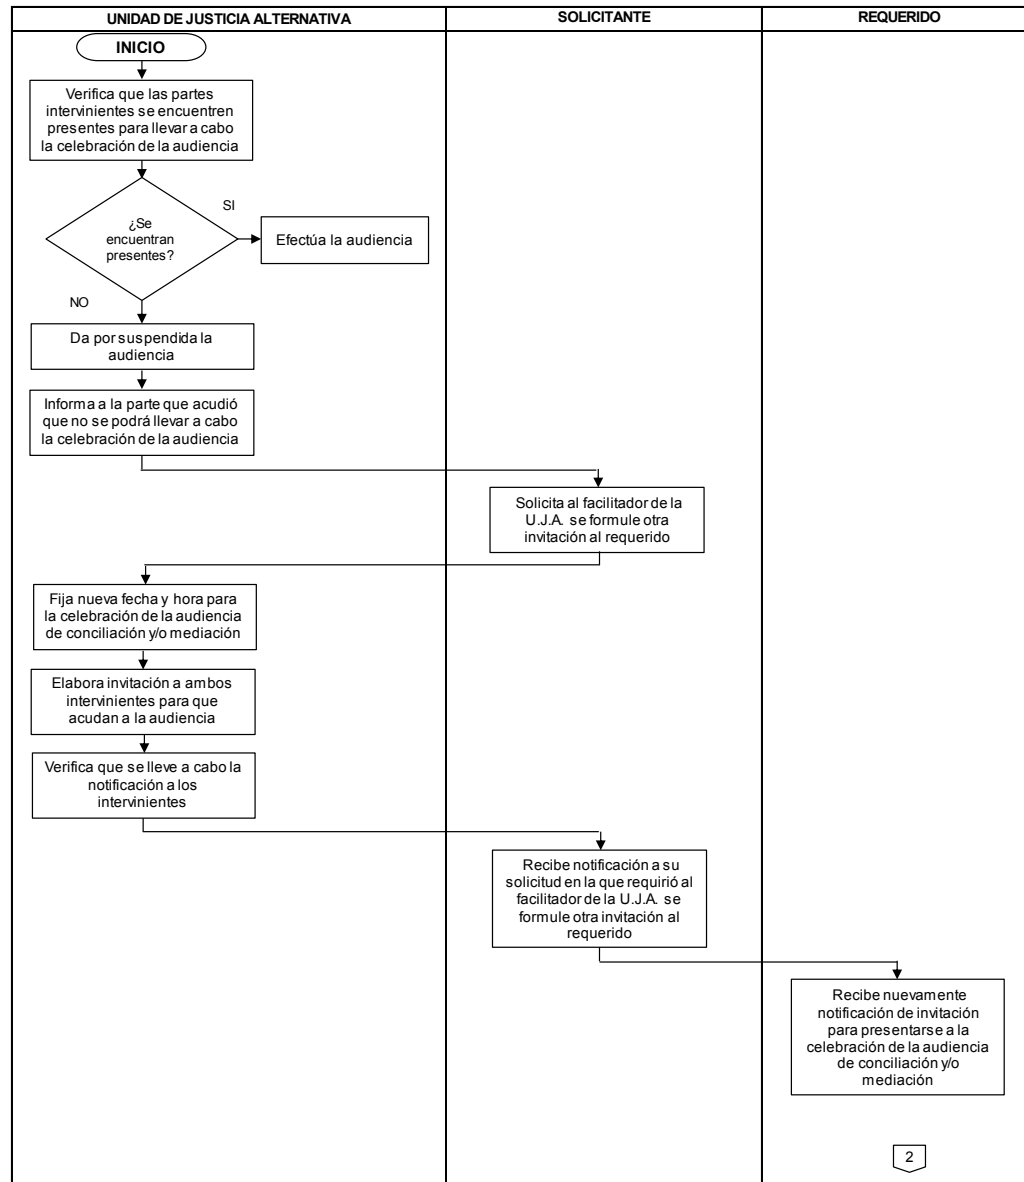 UNIDAD DE JUSTICIA ALTERNATIVA
SOLICITANTE
REQUERIDO
INICIO
Verifica que las partes
intervinientes se encuentren
presentes para llevar a cabo
la celebración de la audiencia
¿Se
encuentran
presentes?
SI
Efectúa la audiencia
NO
Da por suspendida la
audiencia
Informa a la parte que acudió
que no se podrá llevar a cabo
la celebración de la audiencia
Solicita al facilitador de la
U.J.A. se formule otra
invitación al requerido
Fija nueva fecha y hora para
la celebración de la audiencia
de conciliación y/o mediación
Elabora invitación a ambos
intervinientes para que
acudan a la audiencia
Verifica que se lleve a cabo la
notificación a los
intervinientes
Recibe notificación a su
solicitud en la que requirió al
facilitador de la U.J.A. se
formule otra invitación al
requerido
Recibe nuevamente
notificación de invitación
para presentarse a la
celebración de la audiencia
de conciliación y/o
mediación
2